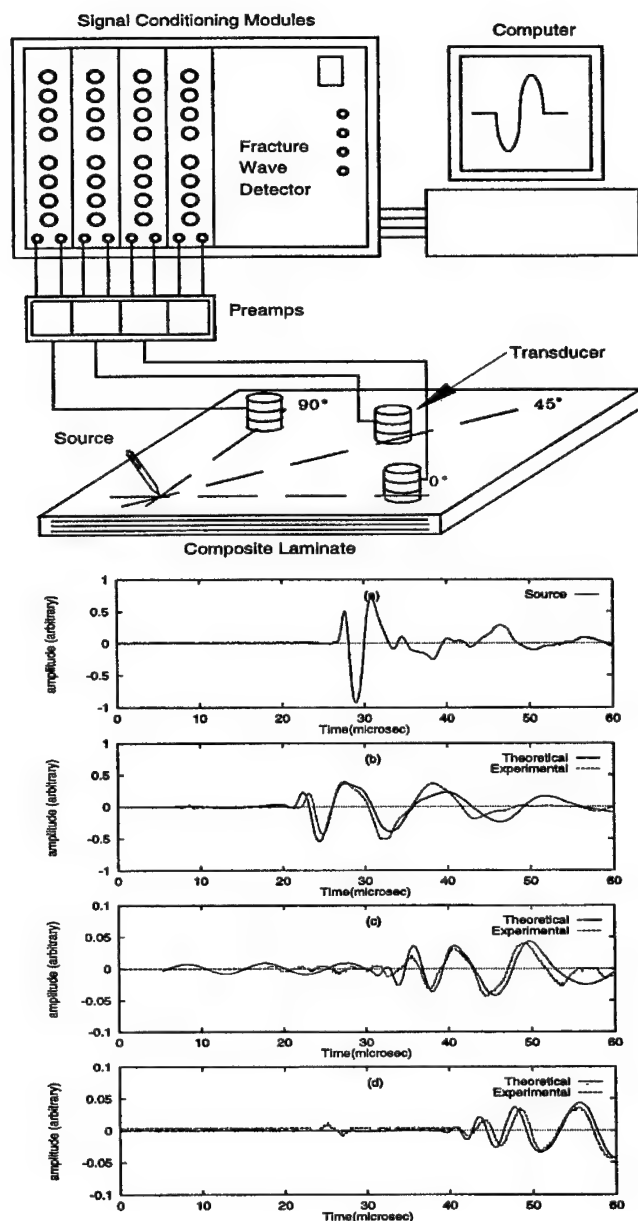 Signal Conditioning Modules
Computer
Fracture
Wave
Detector
Preamps
Transducer
90°
45°
Source
0°
Composite Laminate
amplitude (arbitrary)
1
0.5
0
-0.5
-1
(a)
Source
0 10 20 30 40 50 60
Time(microsec)
amplitude (arbitrary)
1
0.5
0
-0.5
-1
(b)
Theoretical
Experimental
0 10 20 30 40 50 60
Time(microsec)
amplitude (arbitrary)
0.1
0.05
0
-0.05
-0.1
(c)
Theoretical
Experimental
0 10 20 30 40 50 60
Time(microsec)
amplitude (arbitrary)
0.1
0.05
0
-0.05
-0.1
(d)
Theoretical
Experimental
0 10 20 30 40 50 60
Time(microsec)